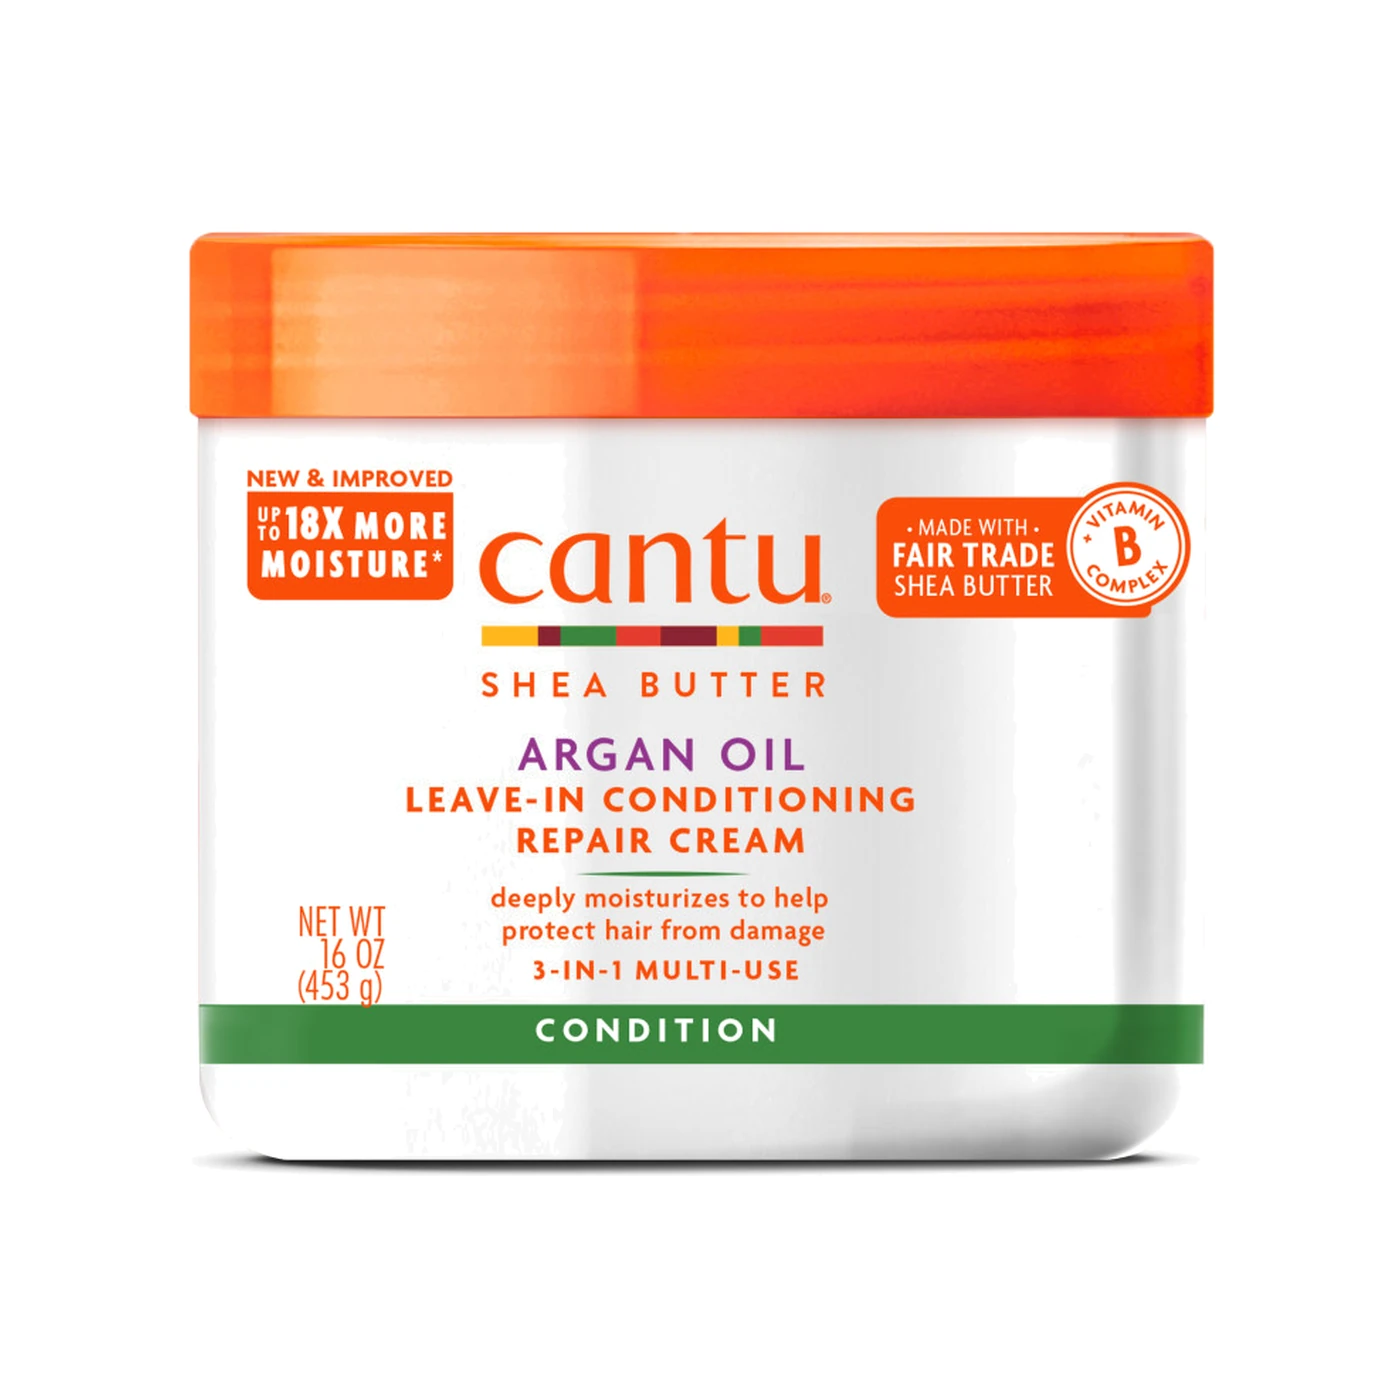 NEW & IMPROVED
UP TO 18X MORE
MOISTURE*
cantu®
SHEA BUTTER
· MADE WITH ·
FAIR TRADE
SHEA BUTTER
+ VITAMIN
B
COMPLEX
ARGAN OIL
LEAVE-IN CONDITIONING
REPAIR CREAM
deeply moisturizes to help
protect hair from damage
3-IN-1 MULTI-USE
NET WT
16 OZ
(453 g)
CONDITION